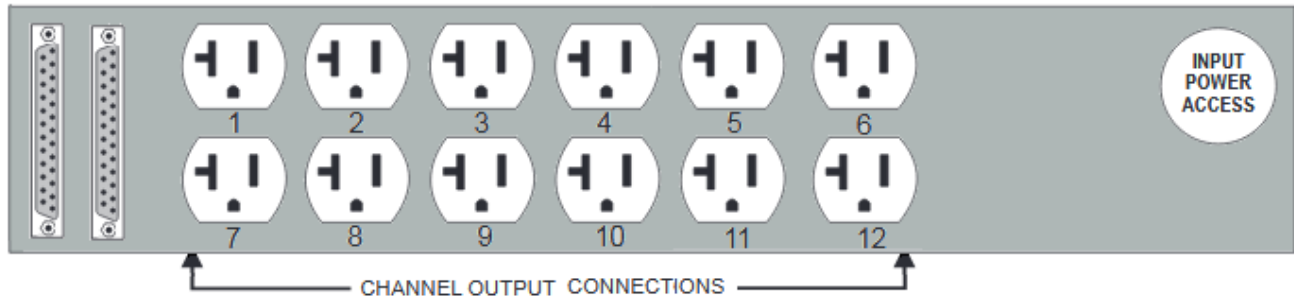 INPUT
POWER
ACCESS
1 2 3 4 5 6
7 8 9 10 11 12
CHANNEL OUTPUT CONNECTIONS